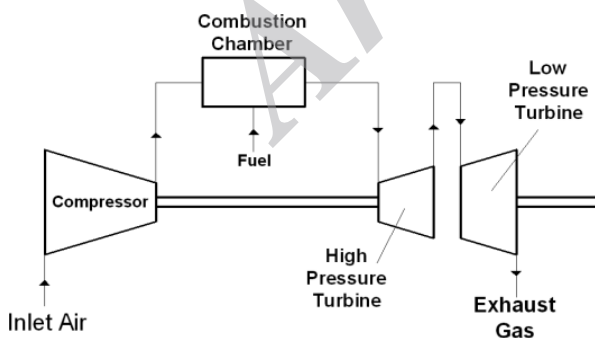 Combustion
Chamber
Low
Pressure
Turbine
Fuel
Compressor
High
Pressure
Turbine
Inlet Air
Exhaust
Gas